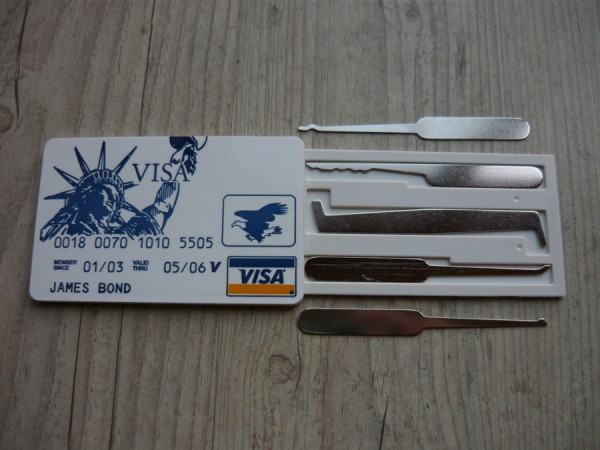 VISA
0018 0070 1010 5505
MEMBER SINCE 01/03 VALID THRU 05/06 V
VISA
JAMES BOND